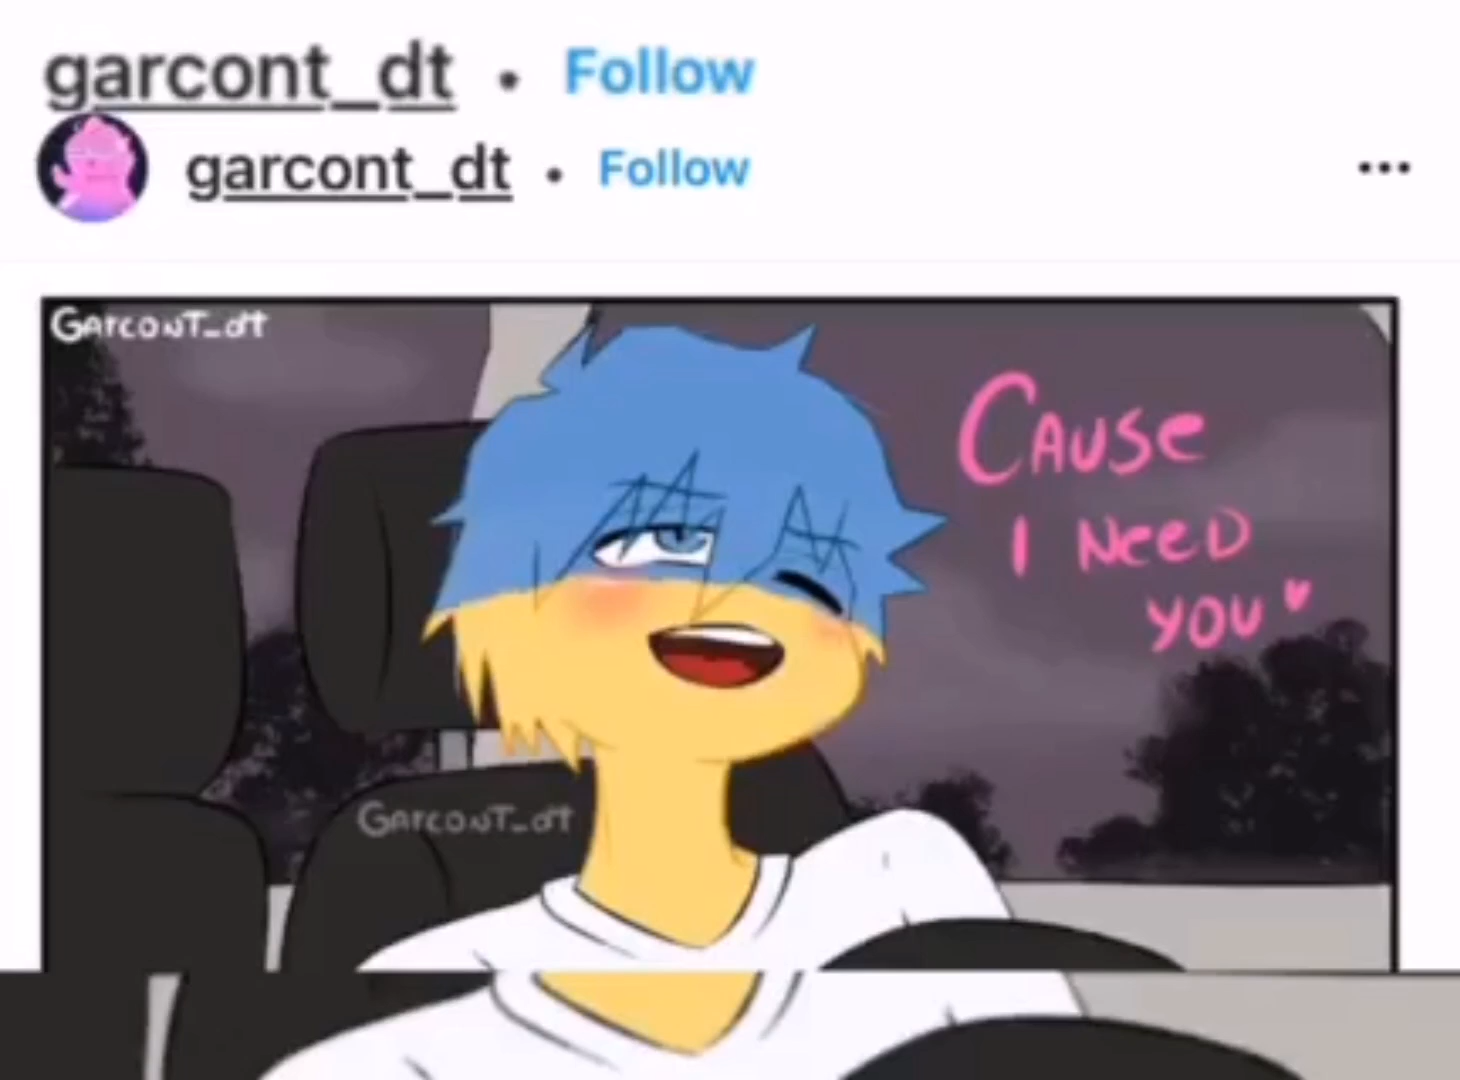 garcont_dt • Follow
garcont_dt • Follow
GarconT_dt
CAUSe
I NeeD
YOU
GarconT_dt